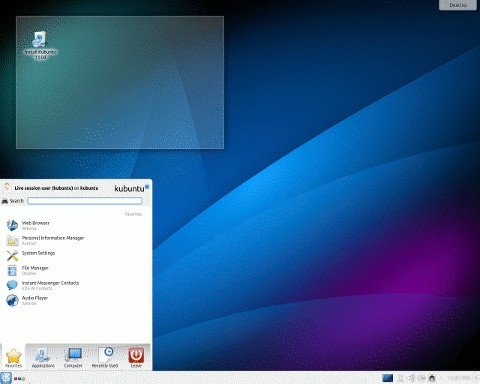 Install Kubuntu
11.04
Live session user (kubuntu) on kubuntu
kubuntu
Search:
Favorites
Web Browser
Rekonq
Personal Information Manager
Kontact
System Settings
File Manager
Dolphin
Instant Messenger Contacts
KDE IM Contacts
Audio Player
Favorites
Applications
Computer
Recently Used
Leave